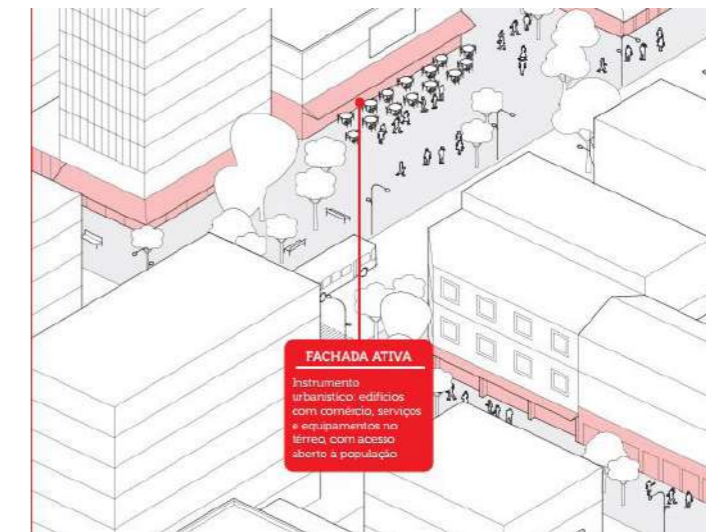 FACHADA ATIVA
Instrumento
urbanístico: edifícios
com comércio, serviços
e equipamentos no
térreo, com acesso
aberto à população